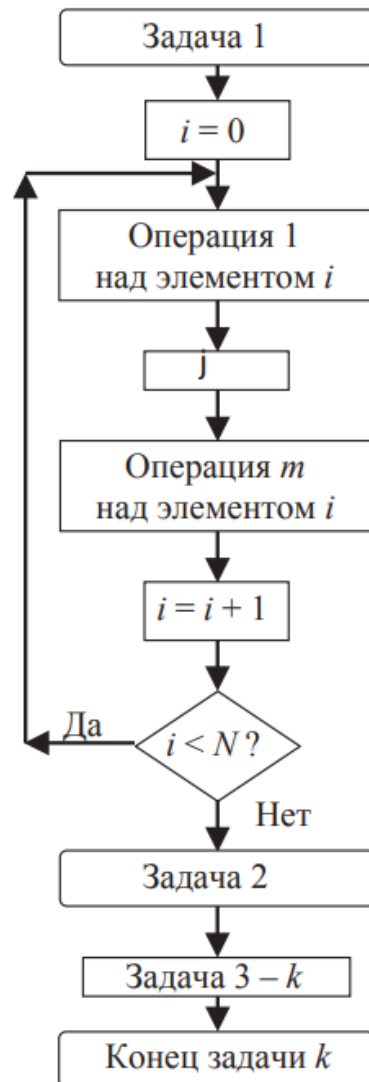 Задача 1
i = 0
Операция 1
над элементом i
j
Операция m
над элементом i
i = i + 1
i < N ?
Да
Нет
Задача 2
Задача 3 – k
Конец задачи k